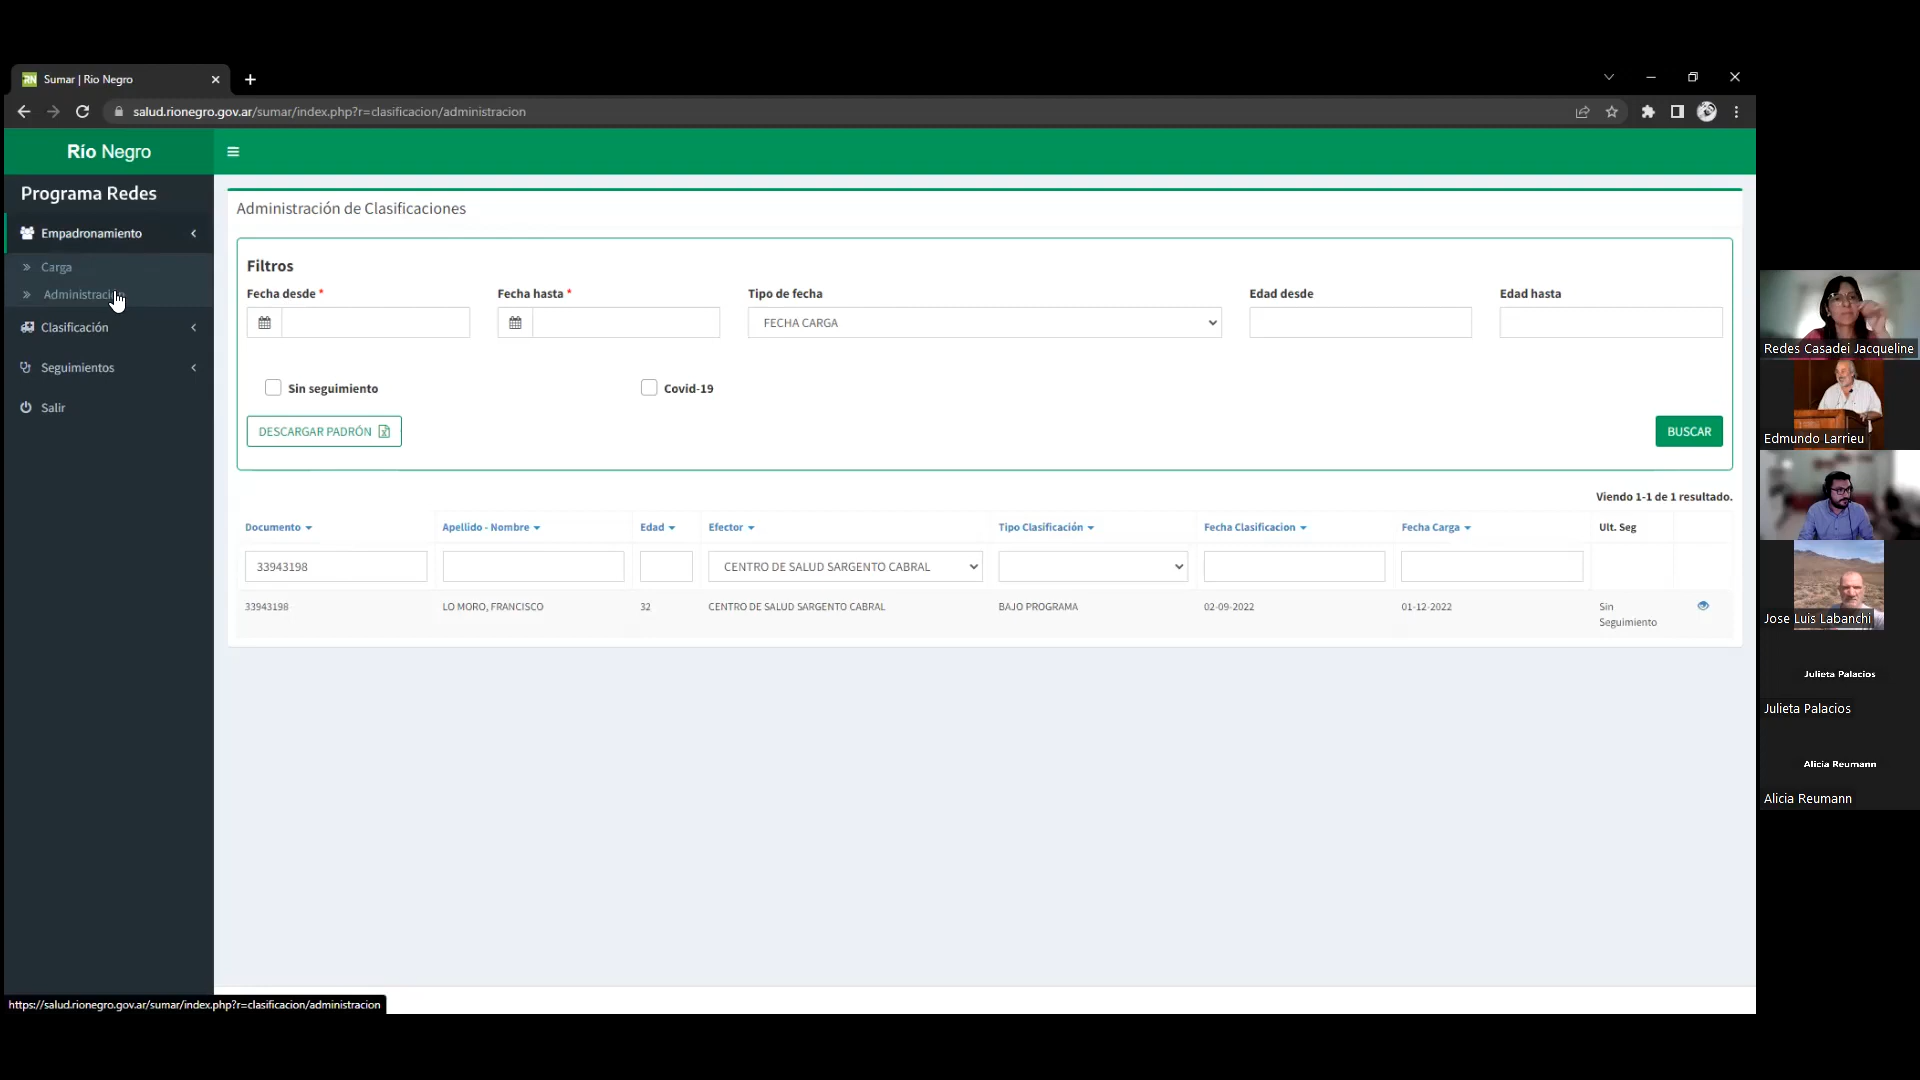 Sumar | Rio Negro
salud.rionegro.gov.ar/sumar/index.php?r=clasificacion/administracion
Río Negro
Programa Redes
Empadronamiento
Carga
Administración
Clasificación
Seguimientos
Salir
Administración de Clasificaciones
Filtros
Fecha desde * Fecha hasta * Tipo de fecha Edad desde Edad hasta
FECHA CARGA
Sin seguimiento Covid-19
DESCARGAR PADRÓN BUSCAR
Viendo 1-1 de 1 resultado.
Documento Apellido - Nombre Edad Efector Tipo Clasificación Fecha Clasificacion Fecha Carga Ult. Seg
33943198 CENTRO DE SALUD SARGENTO CABRAL
33943198 LO MORO, FRANCISCO 32 CENTRO DE SALUD SARGENTO CABRAL BAJO PROGRAMA 02-09-2022 01-12-2022 Sin
Seguimiento
https://salud.rionegro.gov.ar/sumar/index.php?r=clasificacion/administracion
Redes Casadei Jacqueline
Edmundo Larrieu
Jose Luis Labanchi
Julieta Palacios
Julieta Palacios
Alicia Reumann
Alicia Reumann